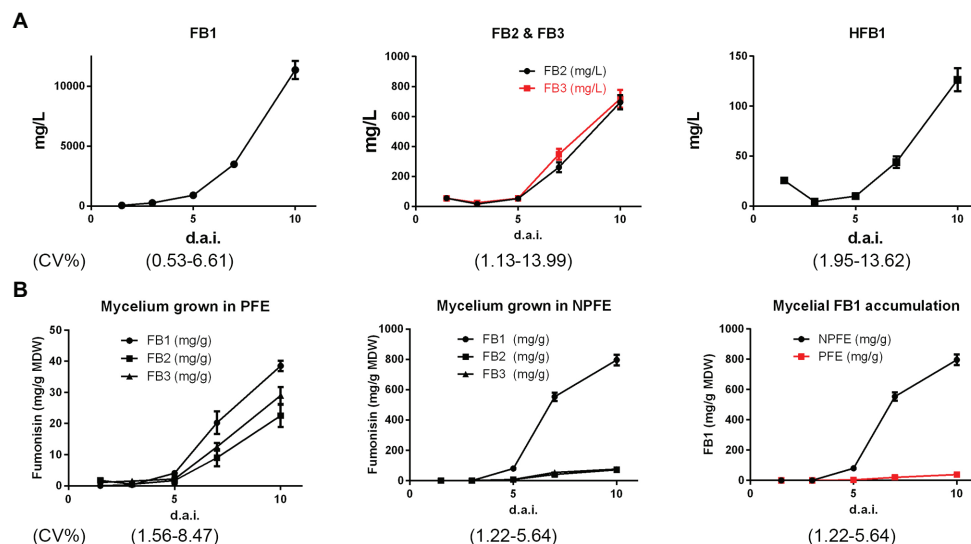 A
FB1
FB2 & FB3
HFB1
mg/L
10000
5000
0
0
5
10
d.a.i.
mg/L
1000
800
600
400
200
0
0
5
10
d.a.i.
FB2 (mg/L)
FB3 (mg/L)
mg/L
150
100
50
0
0
5
10
d.a.i.
(CV%)
(0.53-6.61)
(1.13-13.99)
(1.95-13.62)
B
Mycelium grown in PFE
Mycelium grown in NPFE
Mycelial FB1 accumulation
Fumonisin (mg/g MDW)
50
40
30
20
10
0
0
5
10
d.a.i.
FB1 (mg/g)
FB2 (mg/g)
FB3 (mg/g)
Fumonisin (mg/g MDW)
1000
800
600
400
200
0
0
5
10
d.a.i.
FB1 (mg/g)
FB2 (mg/g)
FB3 (mg/g)
FB1 (mg/g MDW)
1000
800
600
400
200
0
0
5
10
d.a.i.
NPFE (mg/g)
PFE (mg/g)
(CV%)
(1.56-8.47)
(1.22-5.64)
(1.22-5.64)